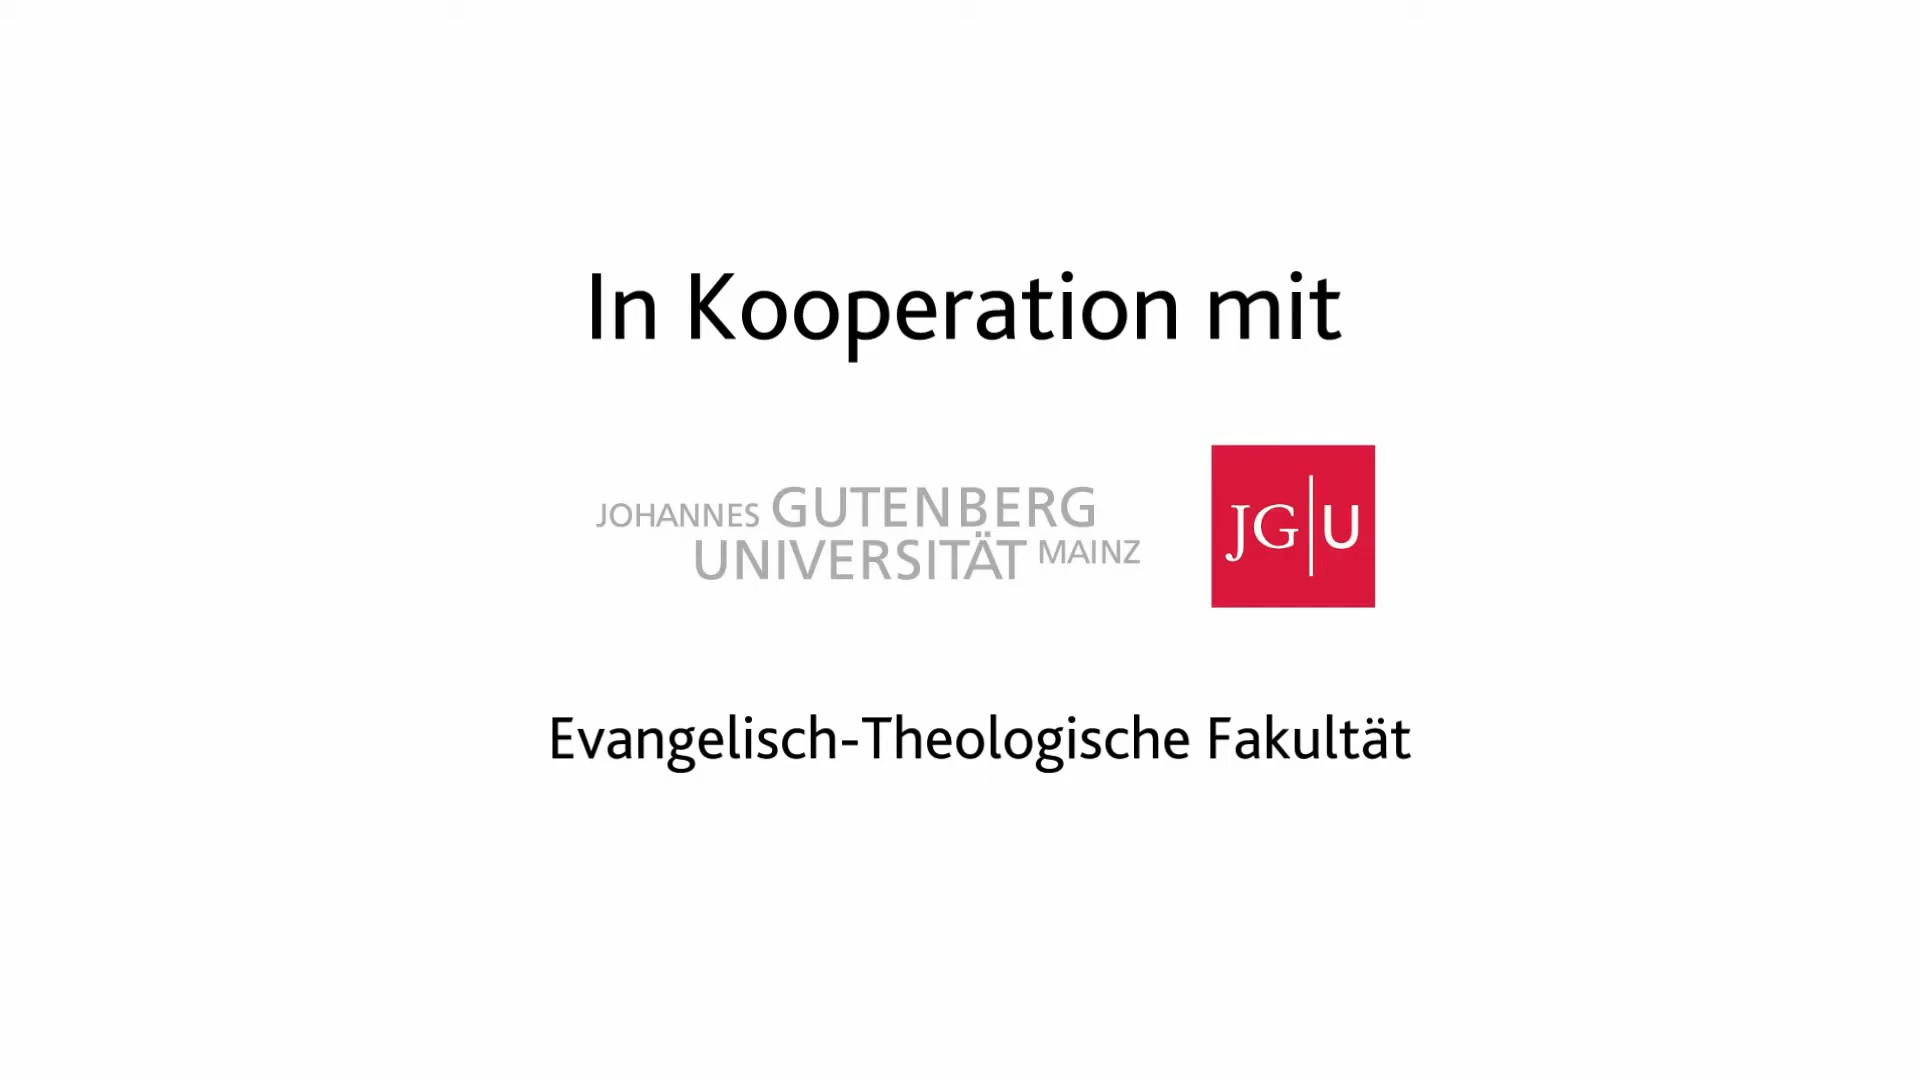 In Kooperation mit
JOHANNES GUTENBERG
UNIVERSITÄT MAINZ
JG|U
Evangelisch-Theologische Fakultät